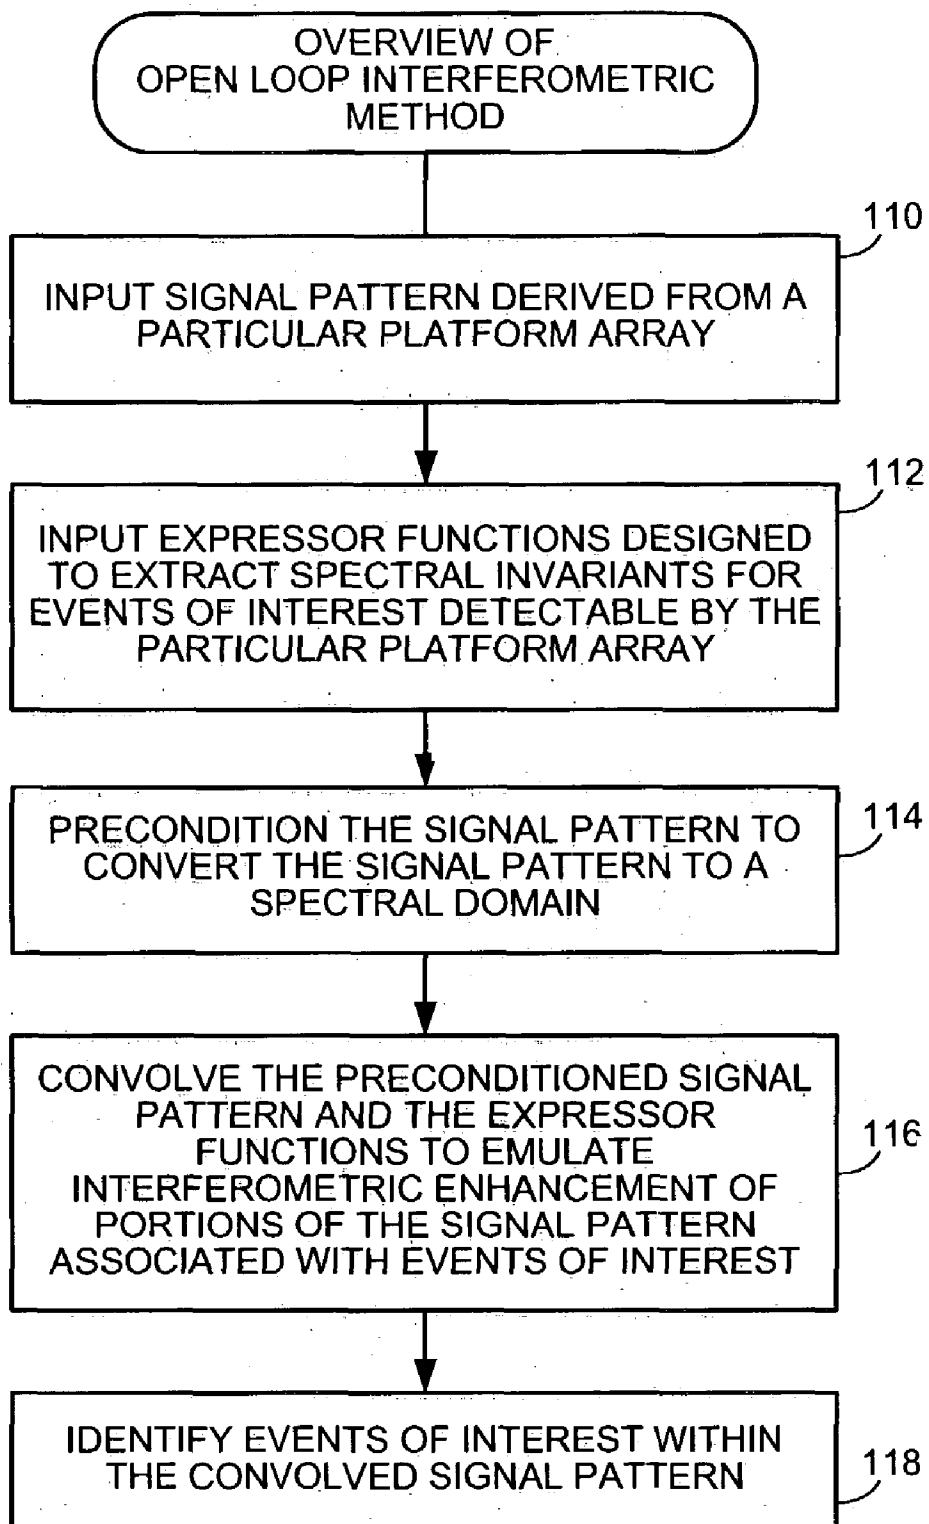 OVERVIEW OF
OPEN LOOP INTERFEROMETRIC
METHOD
110
INPUT SIGNAL PATTERN DERIVED FROM A
PARTICULAR PLATFORM ARRAY
112
INPUT EXPRESSOR FUNCTIONS DESIGNED
TO EXTRACT SPECTRAL INVARIANTS FOR
EVENTS OF INTEREST DETECTABLE BY THE
PARTICULAR PLATFORM ARRAY
114
PRECONDITION THE SIGNAL PATTERN TO
CONVERT THE SIGNAL PATTERN TO A
SPECTRAL DOMAIN
116
CONVOLVE THE PRECONDITIONED SIGNAL
PATTERN AND THE EXPRESSOR
FUNCTIONS TO EMULATE
INTERFEROMETRIC ENHANCEMENT OF
PORTIONS OF THE SIGNAL PATTERN
ASSOCIATED WITH EVENTS OF INTEREST
118
IDENTIFY EVENTS OF INTEREST WITHIN
THE CONVOLVED SIGNAL PATTERN